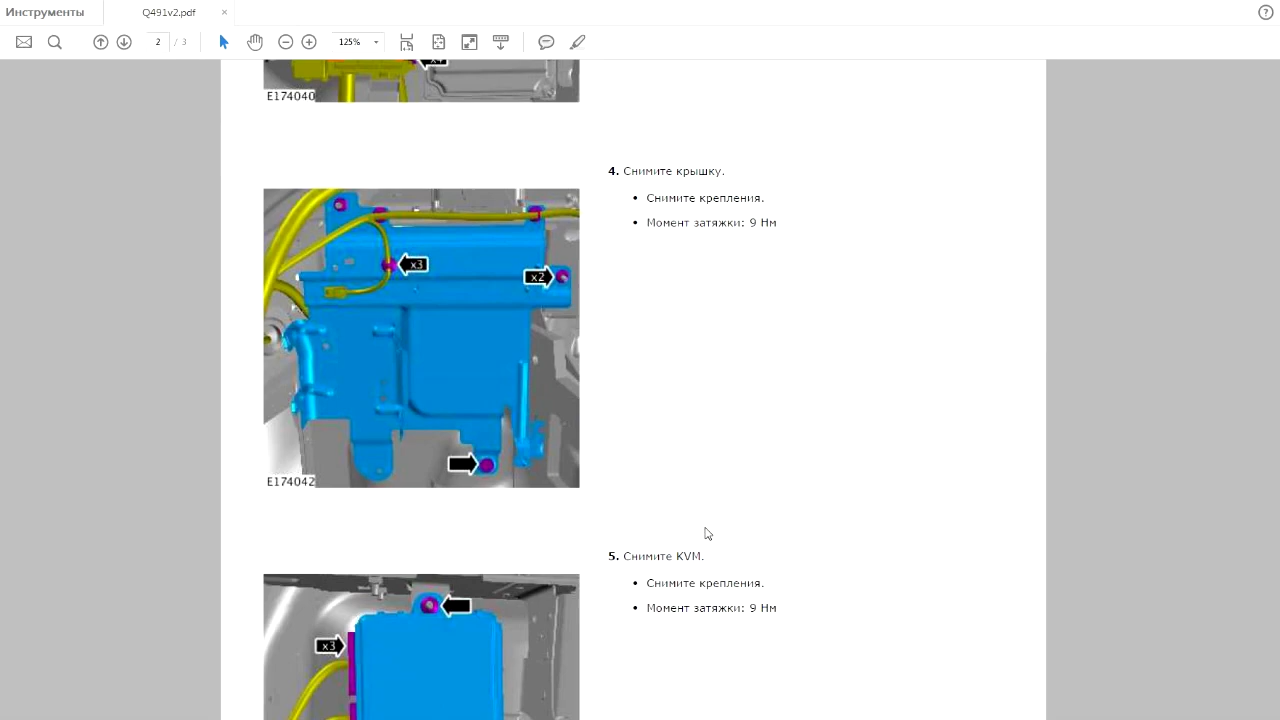 Инструменты
Q491v2.pdf
×
2 / 3
125%
x4
E174040
4. Снимите крышку.
• Снимите крепления.
• Момент затяжки: 9 Нм
x3
x2
E174042
5. Снимите KVM.
• Снимите крепления.
• Момент затяжки: 9 Нм
x3